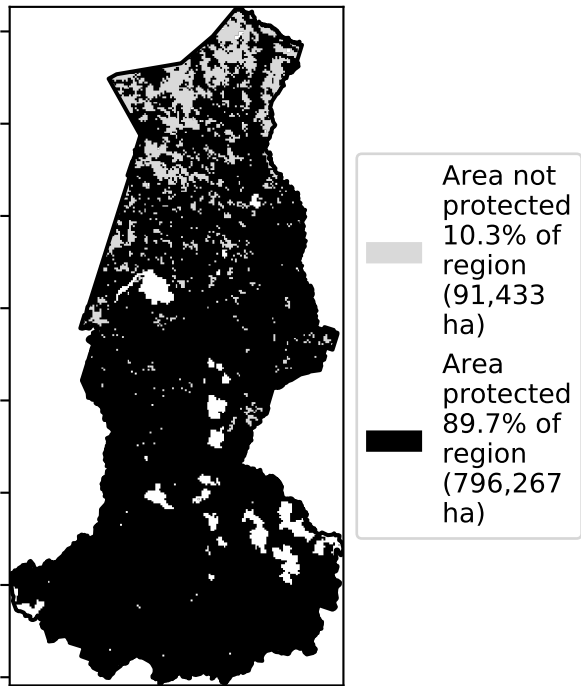 Area not
protected
10.3% of
region
(91,433
ha)
Area
protected
89.7% of
region
(796,267
ha)